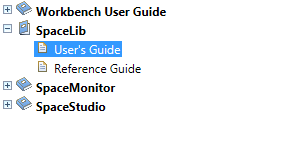 Workbench User Guide
SpaceLib
User's Guide
Reference Guide
SpaceMonitor
SpaceStudio